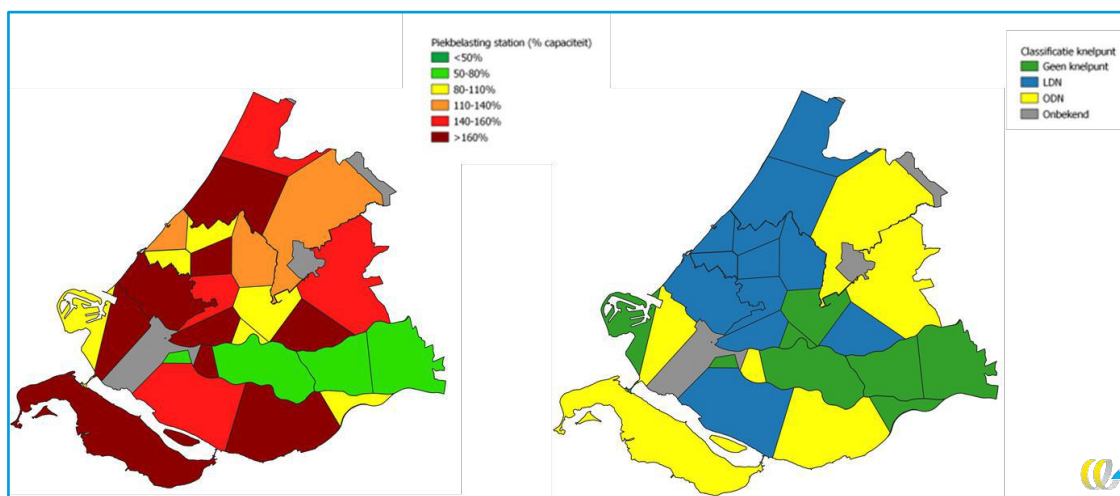 Piekbelasting station (% capaciteit)
<50%
50-80%
80-110%
110-140%
140-160%
>160%
Classificatie knelpunt
Geen knelpunt
LDN
ODN
Onbekend